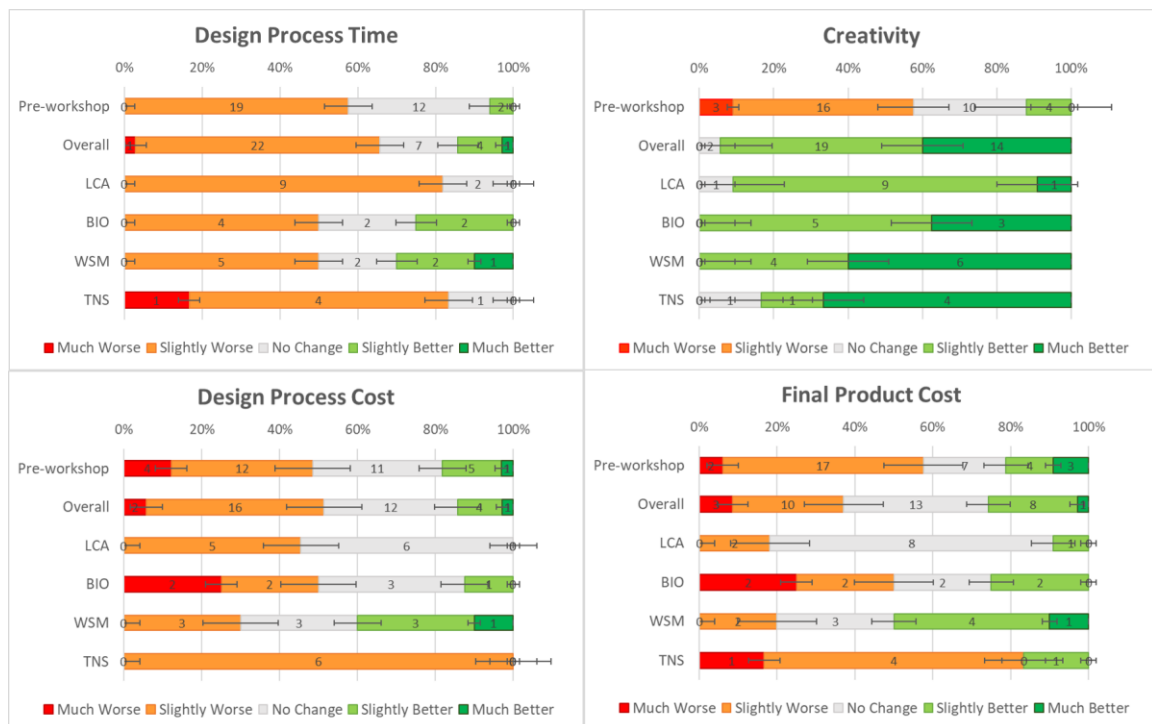 Design Process Time
0% 20% 40% 60% 80% 100%
Pre-workshop 0 19 12 2 0
Overall 1 22 7 4 1
LCA 0 9 2 0
BIO 0 4 2 2 0
WSM 0 5 2 2 1
TNS 1 4 1 0
Much Worse Slightly Worse No Change Slightly Better Much Better
Creativity
0% 20% 40% 60% 80% 100%
Pre-workshop 3 16 10 4 0
Overall 0 2 19 14
LCA 0 1 9 1
BIO 0 5 3
WSM 0 4 6
TNS 0 1 1 4
Much Worse Slightly Worse No Change Slightly Better Much Better
Design Process Cost
0% 20% 40% 60% 80% 100%
Pre-workshop 4 12 11 5 1
Overall 2 16 12 4 1
LCA 0 5 6 0
BIO 2 2 3 1 0
WSM 0 3 3 3 1
TNS 0 6 0
Much Worse Slightly Worse No Change Slightly Better Much Better
Final Product Cost
0% 20% 40% 60% 80% 100%
Pre-workshop 2 17 7 4 3
Overall 3 10 13 8 1
LCA 0 2 8 1 0
BIO 2 2 2 2 0
WSM 0 2 3 4 1
TNS 1 4 0 1 0
Much Worse Slightly Worse No Change Slightly Better Much Better